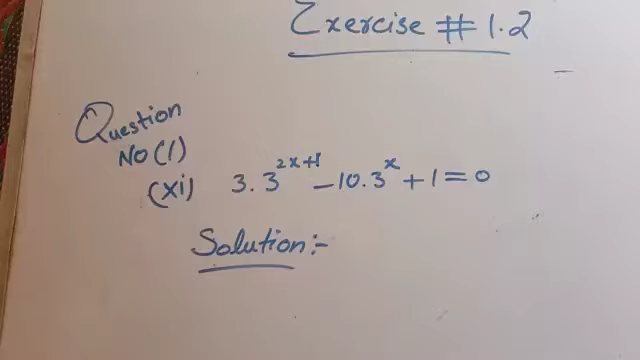 Exercise # 1.2
Question
No(1)
(xi) 3.3^{2x+1} - 10.3^{x} + 1 = 0
Solution:-